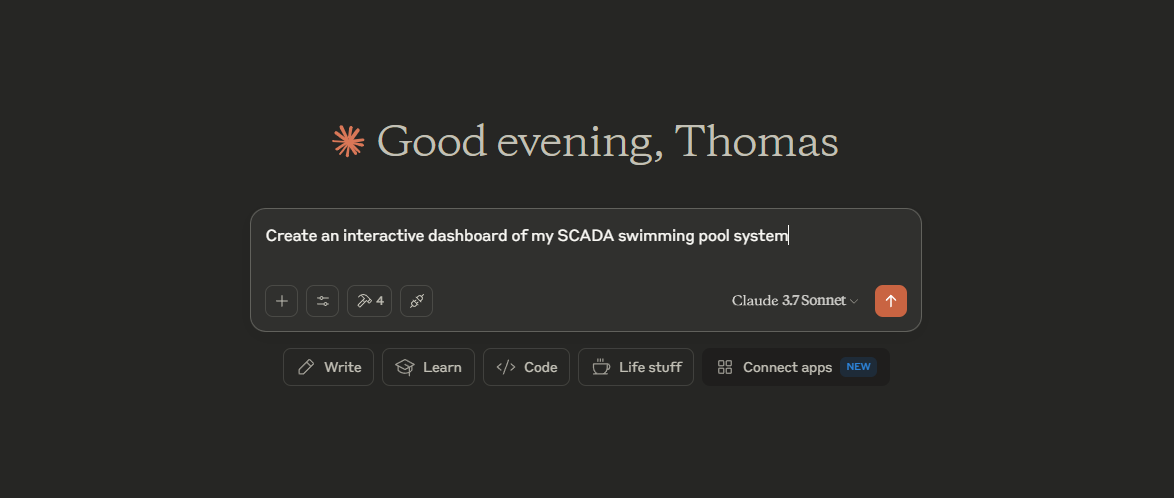 Good evening, Thomas
Create an interactive dashboard of my SCADA swimming pool system
4
Claude 3.7 Sonnet
Write
Learn
Code
Life stuff
Connect apps NEW